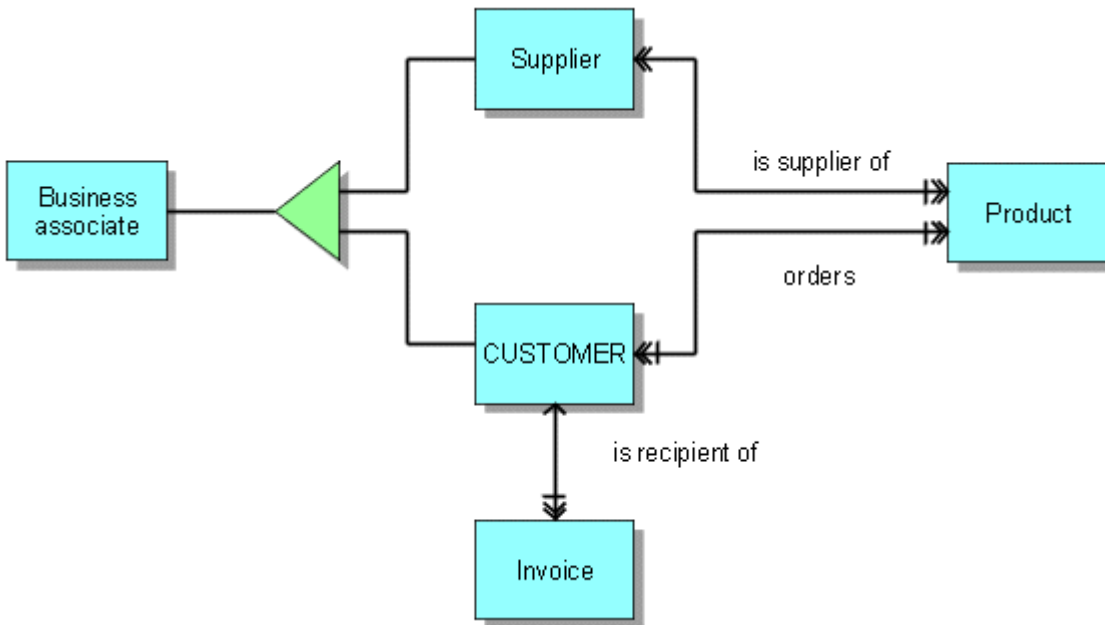 Supplier
is supplier of
Business
associate
Product
orders
CUSTOMER
is recipient of
Invoice